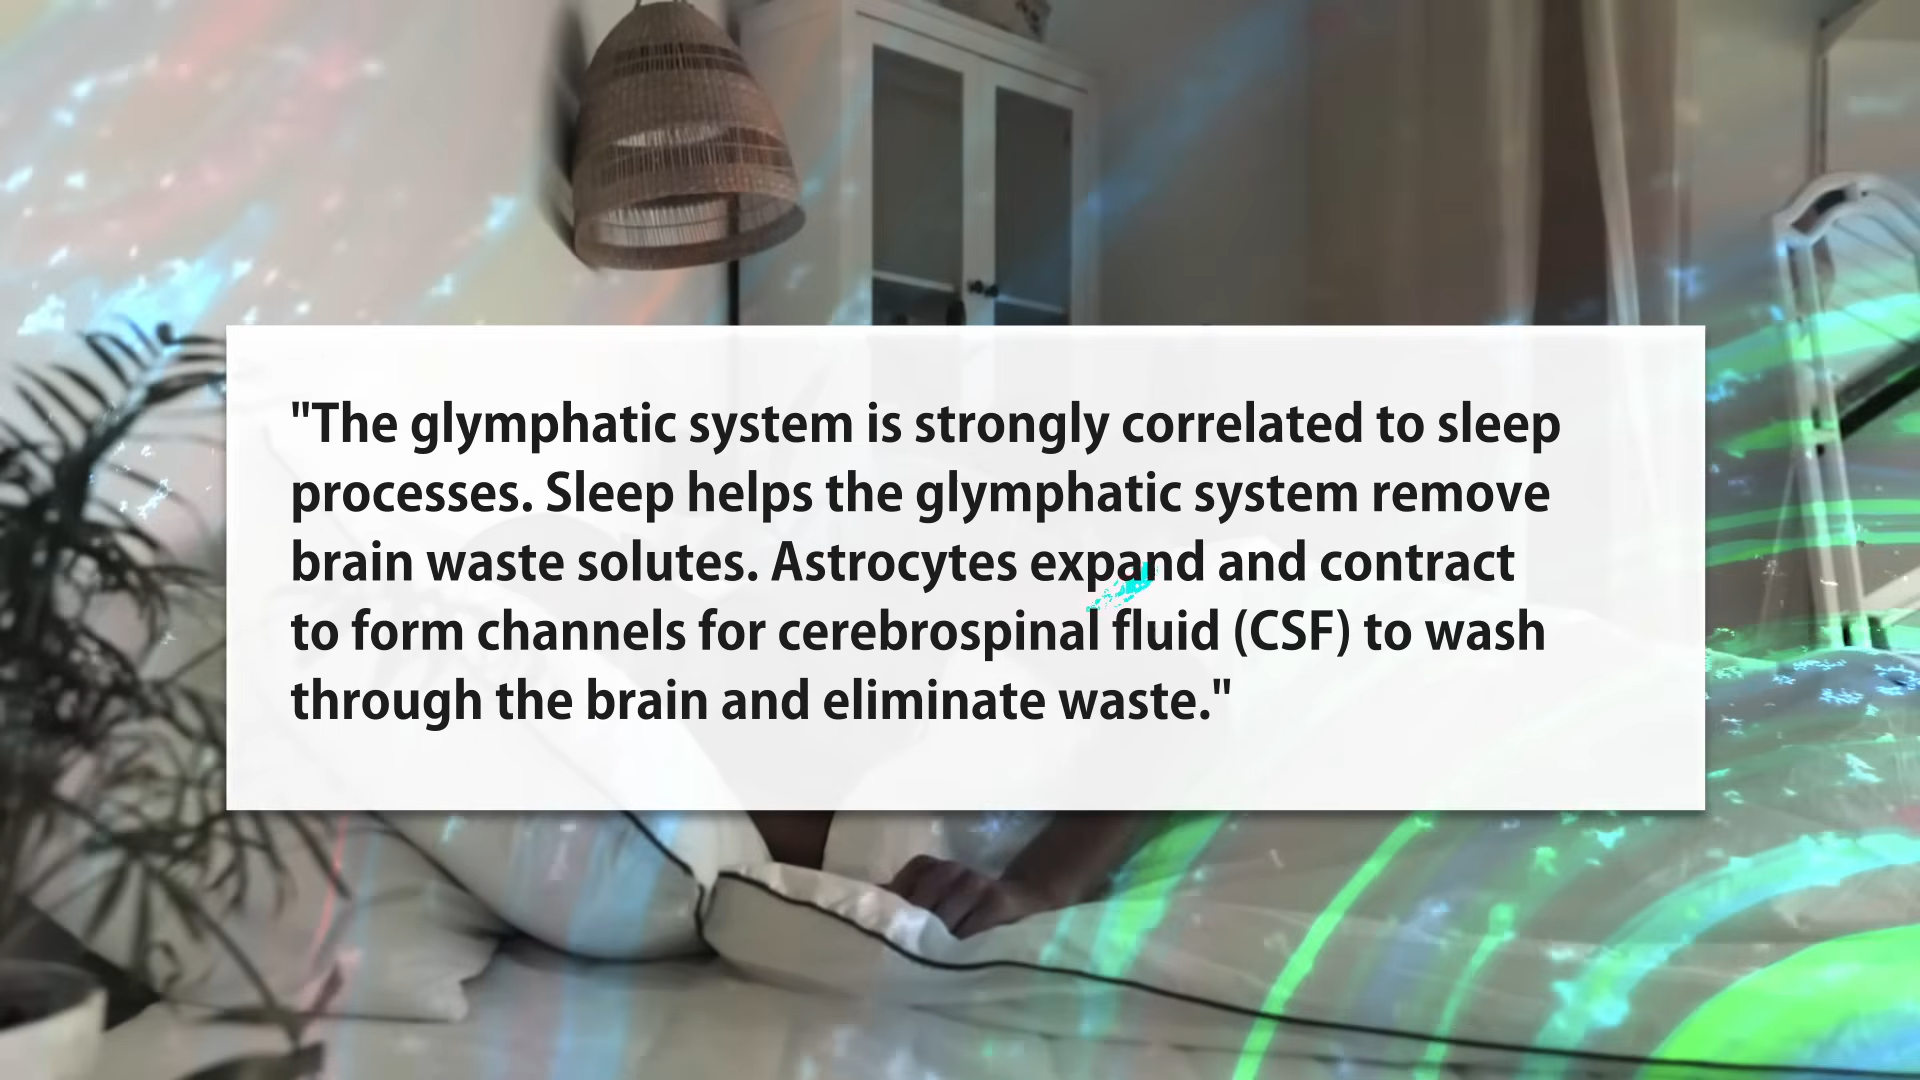 "The glymphatic system is strongly correlated to sleep
processes. Sleep helps the glymphatic system remove
brain waste solutes. Astrocytes expand and contract
to form channels for cerebrospinal fluid (CSF) to wash
through the brain and eliminate waste."